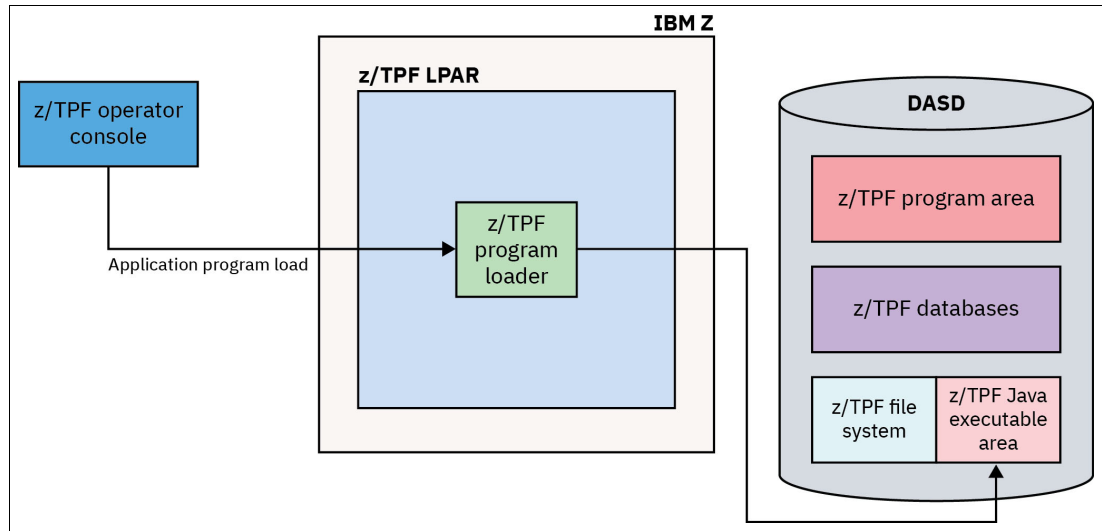 IBM Z
z/TPF LPAR
z/TPF operator
console
z/TPF
program
loader
Application program load
DASD
z/TPF program area
z/TPF databases
z/TPF file
system
z/TPF Java
executable
area